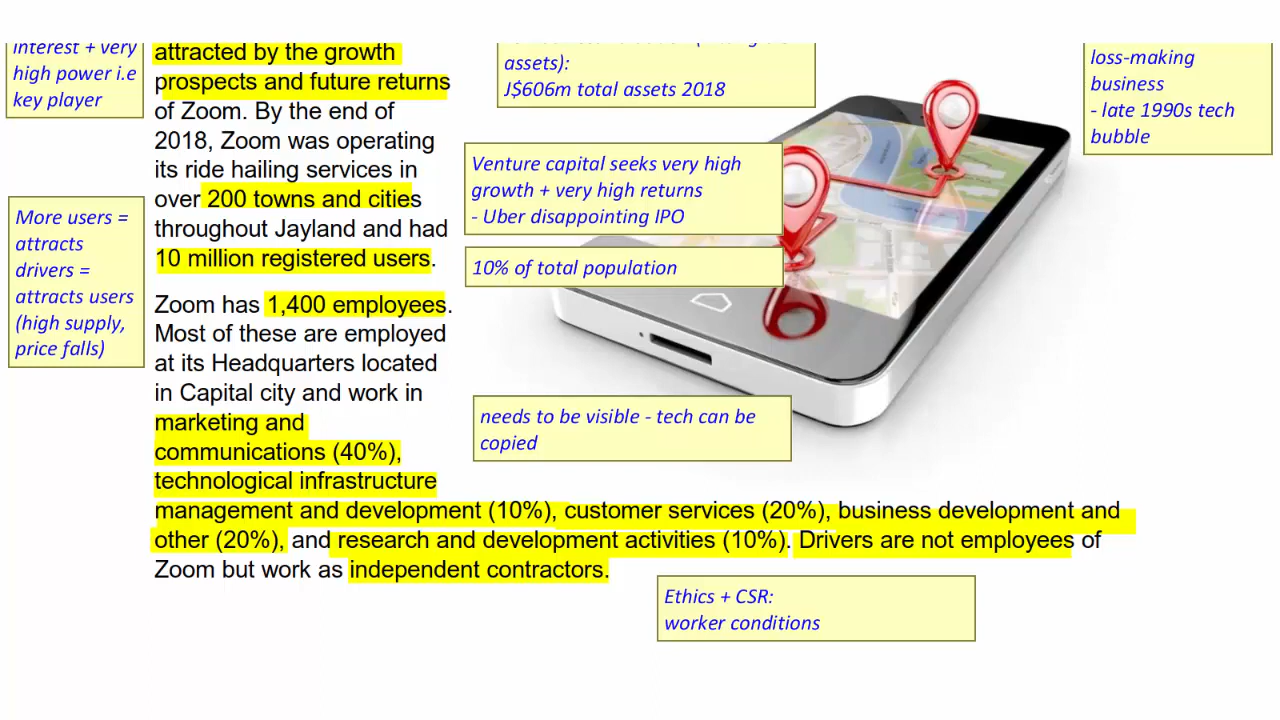 interest + very
high power i.e
key player
More users =
attracts
drivers =
attracts users
(high supply,
price falls)
attracted by the growth
prospects and future returns
of Zoom. By the end of
2018, Zoom was operating
its ride hailing services in
over 200 towns and cities
throughout Jayland and had
10 million registered users.
Zoom has 1,400 employees.
Most of these are employed
at its Headquarters located
in Capital city and work in
marketing and
communications (40%),
technological infrastructure
management and development (10%), customer services (20%), business development and
other (20%), and research and development activities (10%). Drivers are not employees of
Zoom but work as independent contractors.
assets):
J$606m total assets 2018
Venture capital seeks very high
growth + very high returns
- Uber disappointing IPO
10% of total population
needs to be visible - tech can be
copied
Ethics + CSR:
worker conditions
loss-making
business
- late 1990s tech
bubble